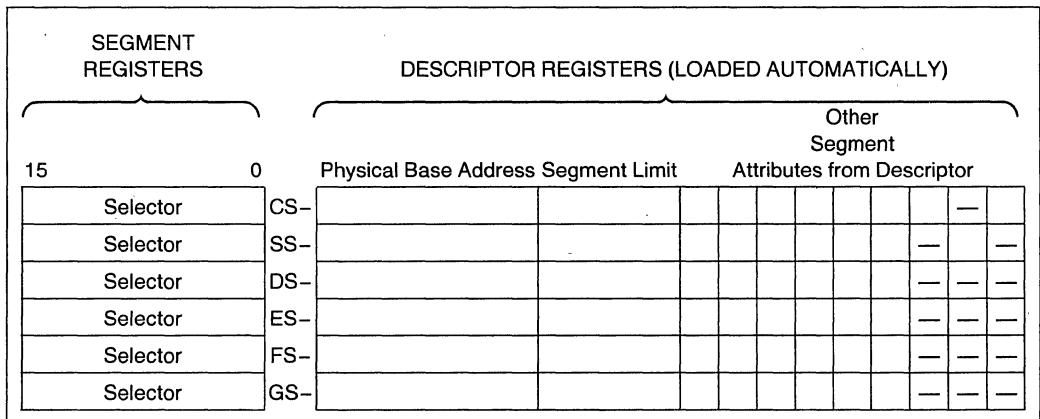 SEGMENT
REGISTERS
DESCRIPTOR REGISTERS (LOADED AUTOMATICALLY)
Other
Segment
15 0 Physical Base Address Segment Limit Attributes from Descriptor
Selector CS– —
Selector SS– — —
Selector DS– — — —
Selector ES– — — —
Selector FS– — — —
Selector GS– — — —